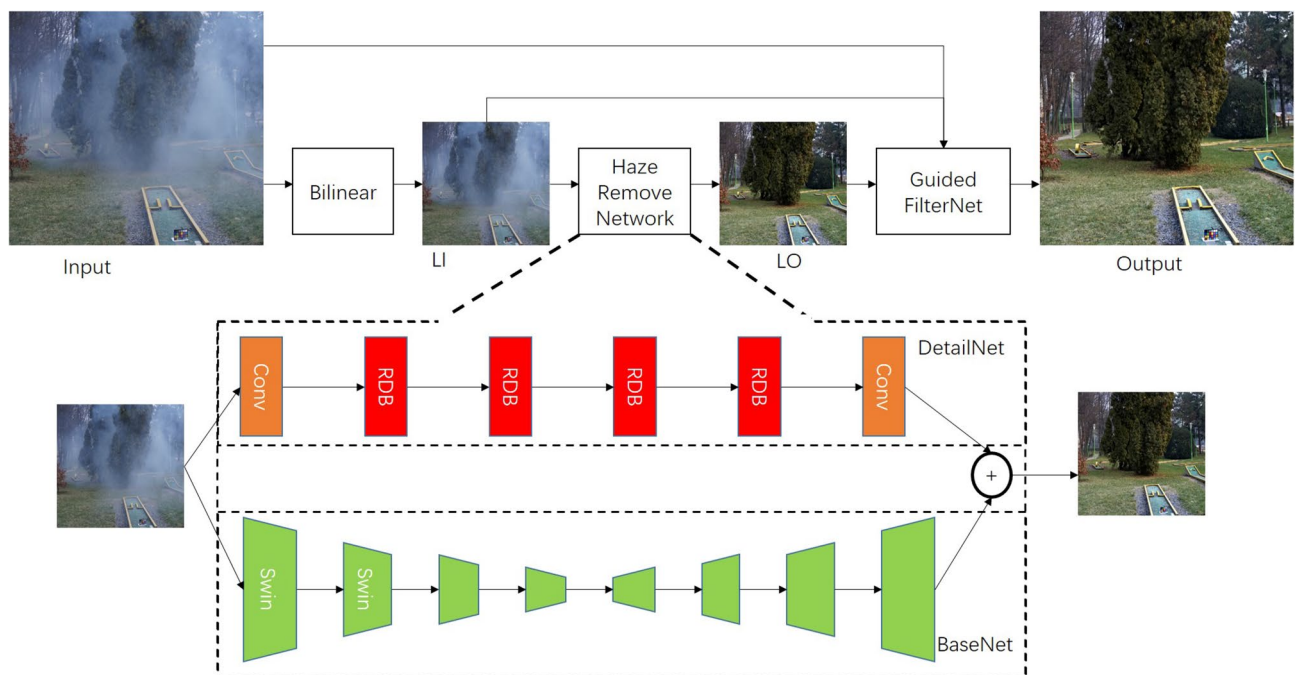 Input
Bilinear
LI
Haze
Remove
Network
LO
Guided
FilterNet
Output
DetailNet
Conv
RDB
RDB
RDB
RDB
Conv
+
Swin
Swin
BaseNet